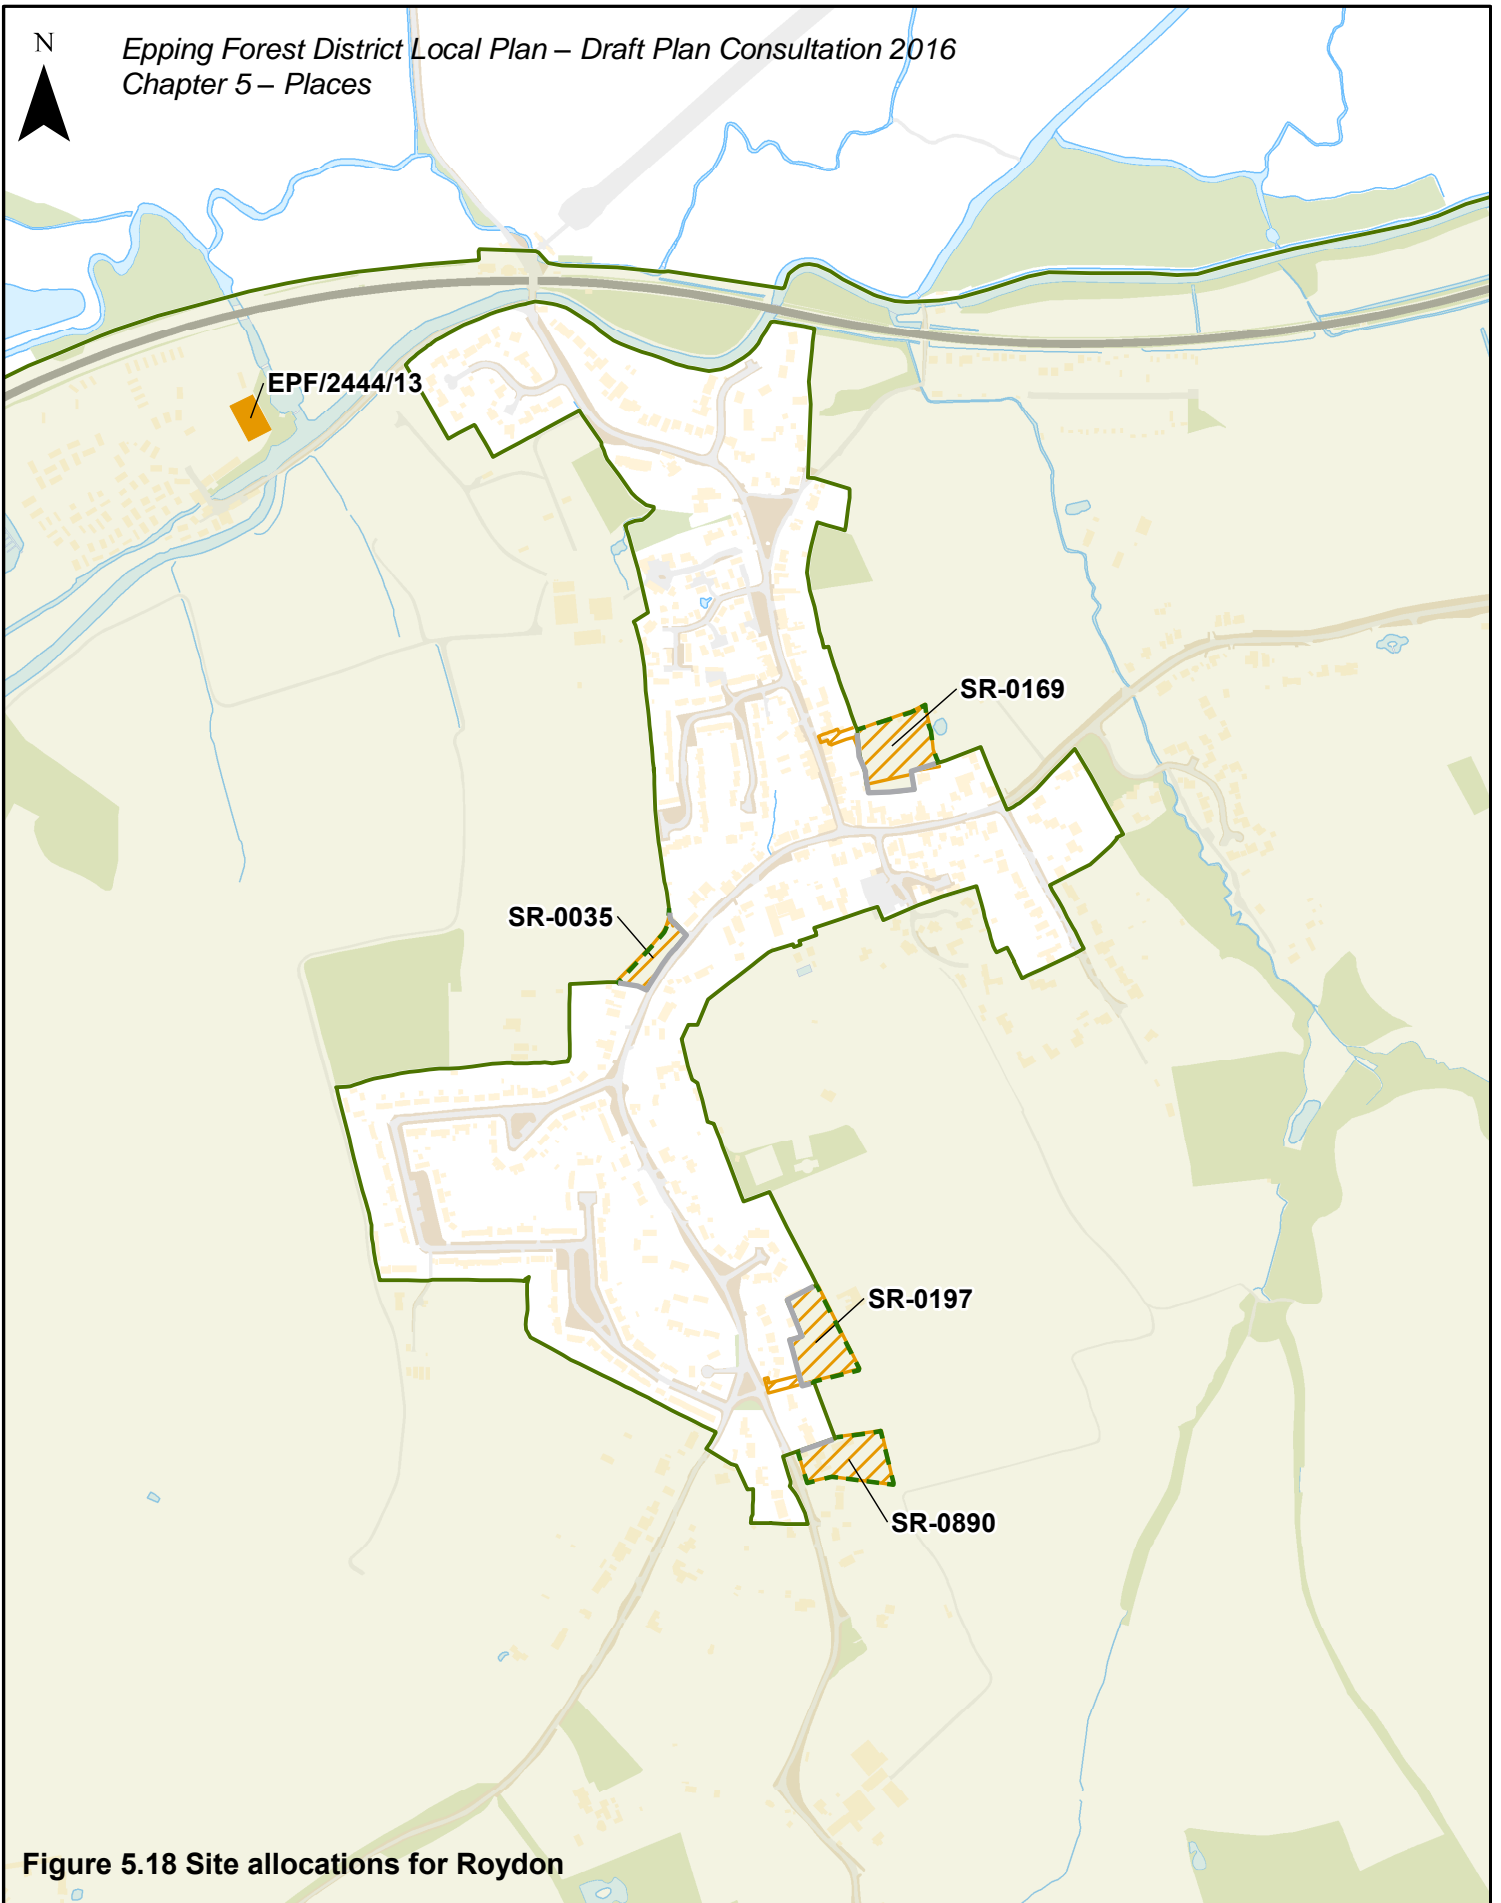 N
Epping Forest District Local Plan – Draft Plan Consultation 2016
Chapter 5 – Places
EPF/2444/13
SR-0169
SR-0035
SR-0197
SR-0890
Figure 5.18 Site allocations for Roydon